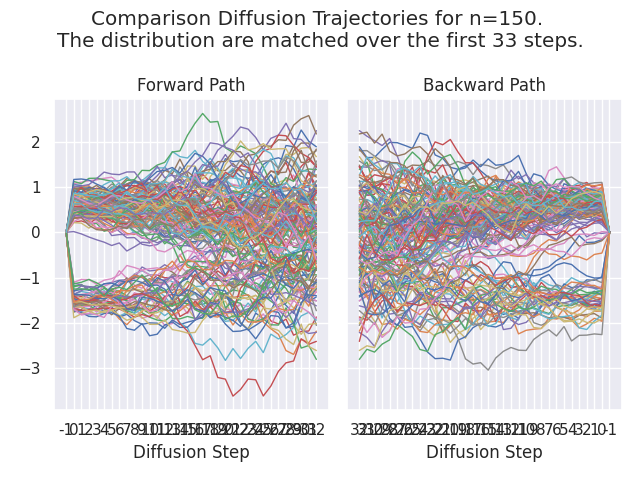 Comparison Diffusion Trajectories for n=150.
The distribution are matched over the first 33 steps.
Forward Path
Backward Path
2
1
0
−1
−2
−3
Diffusion Step
Diffusion Step